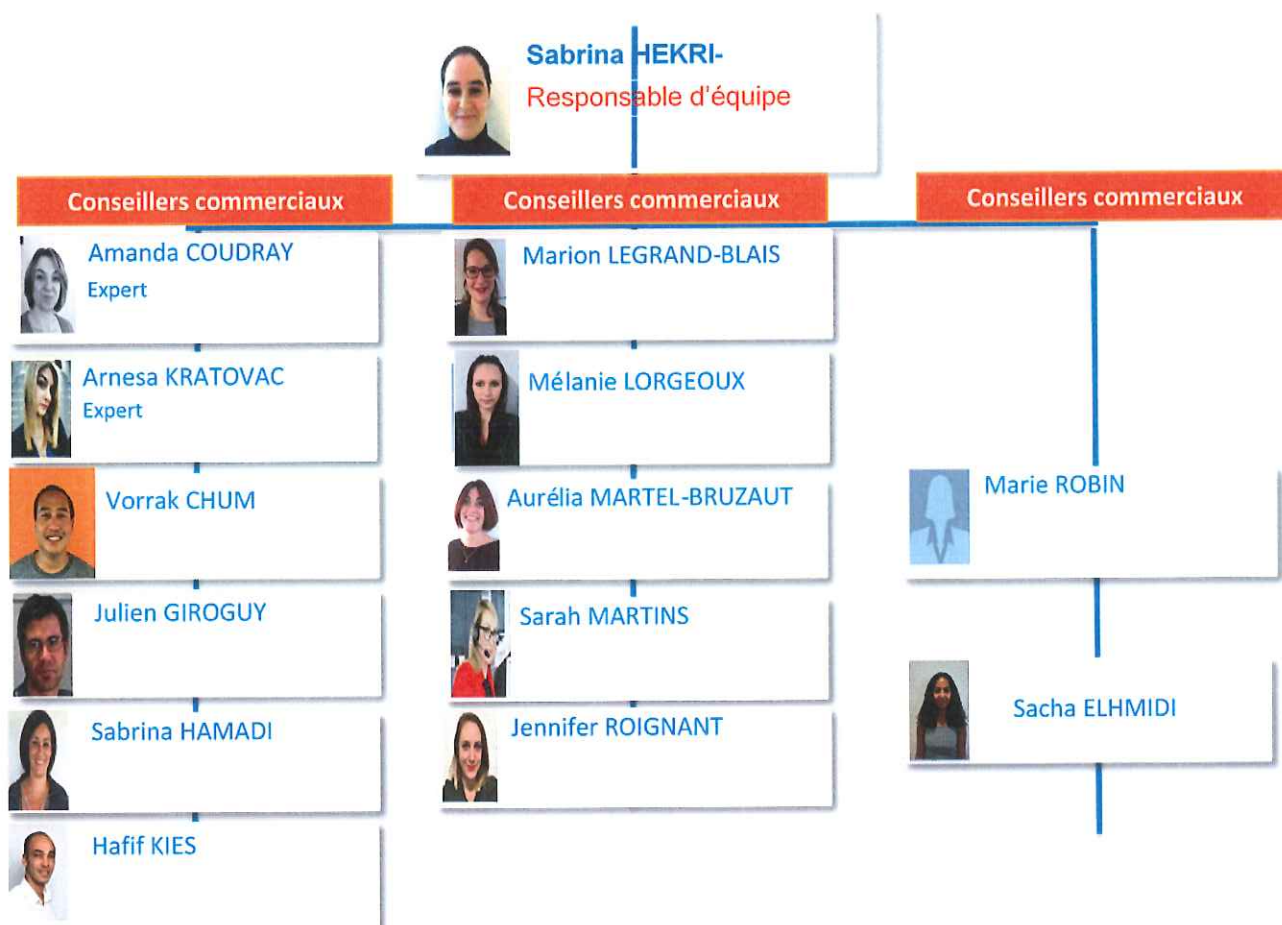 Sabrina HEKRI-
Responsable d'équipe
Conseillers commerciaux
Conseillers commerciaux
Conseillers commerciaux
Amanda COUDRAY
Expert
Arnesa KRATOVAC
Expert
Vorrak CHUM
Julien GIROGUY
Sabrina HAMADI
Hafif KIES
Marion LEGRAND-BLAIS
Mélanie LORGEOUX
Aurélia MARTEL-BRUZAUT
Sarah MARTINS
Jennifer ROIGNANT
Marie ROBIN
Sacha ELHMIDI